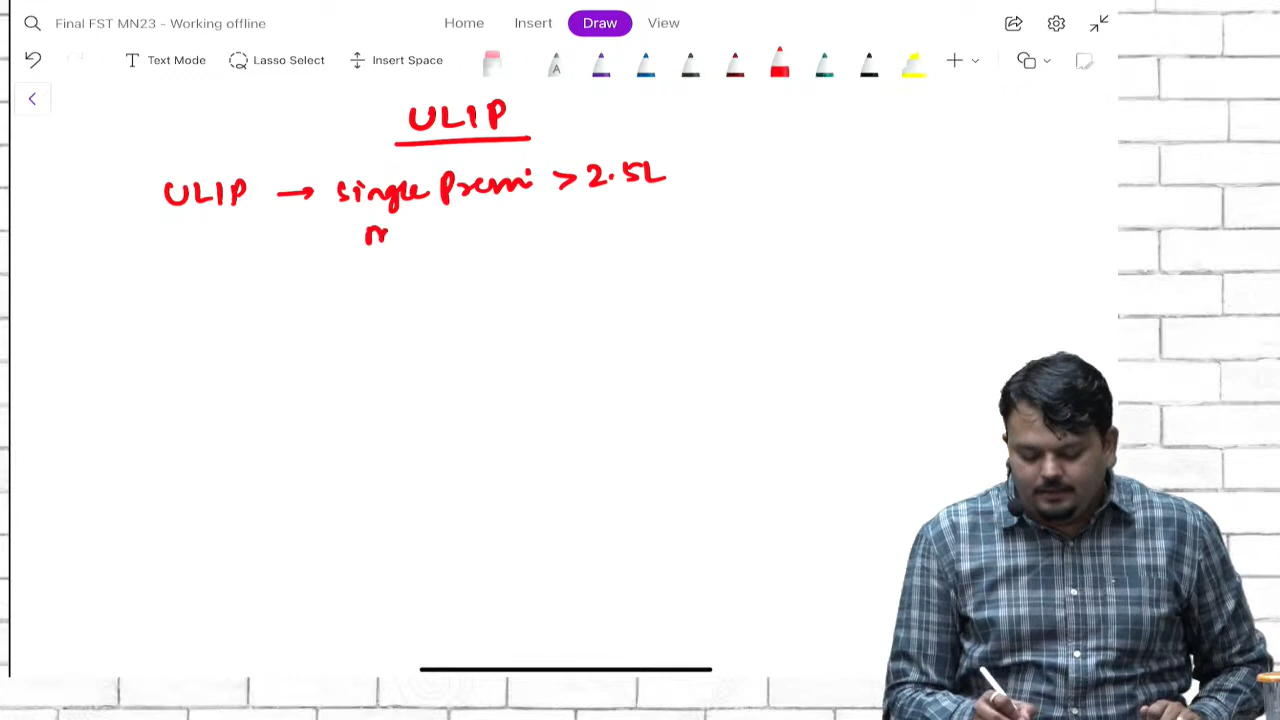 Final FST MN23 - Working offline
Home Insert Draw View
Text Mode Lasso Select Insert Space
ULIP
ULIP → Single Premi > 2.5L